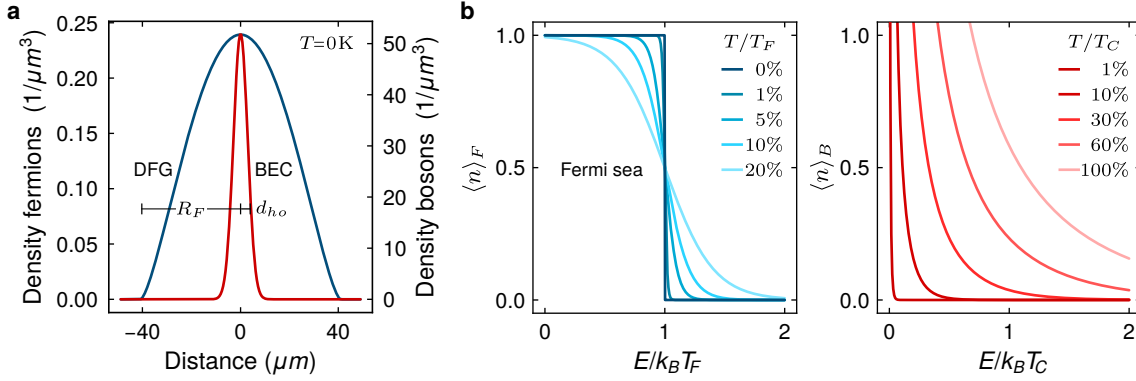 a
T=0K
0.25
0.20
0.15
0.10
0.05
0.00
Density fermions (1/μm³)
50
40
30
20
10
0
Density bosons (1/μm³)
DFG
BEC
R_F
d_ho
−40
0
40
Distance (μm)
b
1.0
0.5
0.0
⟨n⟩_F
T/T_F
0%
1%
5%
10%
20%
Fermi sea
0
1
2
E/k_BT_F
1.0
0.5
0.0
⟨n⟩_B
T/T_C
1%
10%
30%
60%
100%
0
1
2
E/k_BT_C